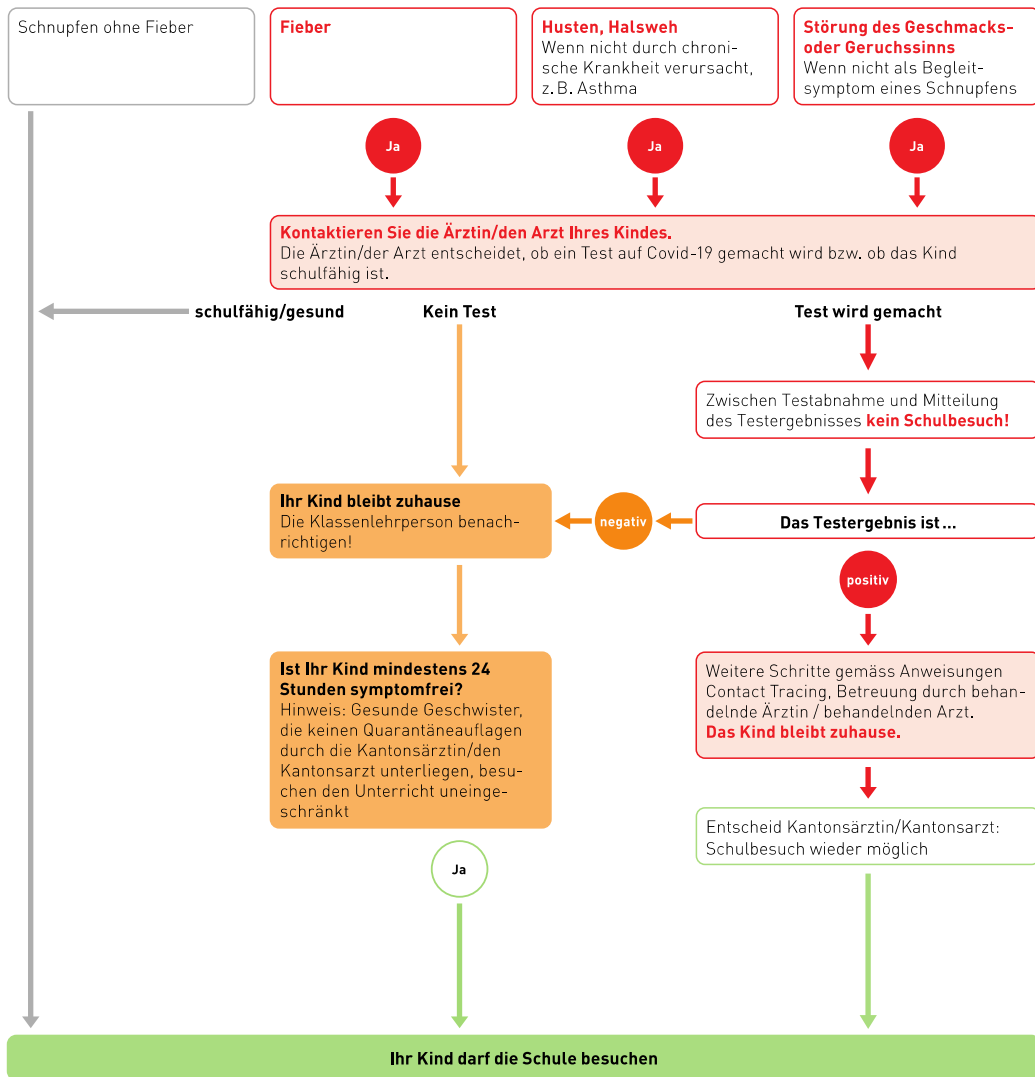 Schnupfen ohne Fieber
Fieber
Husten, Halsweh
Wenn nicht durch chroni-
sche Krankheit verursacht,
z.B. Asthma
Störung des Geschmacks-
oder Geruchssinns
Wenn nicht als Begleit-
symptom eines Schnupfens
Ja
Ja
Ja
Kontaktieren Sie die Ärztin/den Arzt Ihres Kindes.
Die Ärztin/der Arzt entscheidet, ob ein Test auf Covid-19 gemacht wird bzw. ob das Kind
schulfähig ist.
schulfähig/gesund
Kein Test
Test wird gemacht
Zwischen Testabnahme und Mitteilung
des Testergebnisses kein Schulbesuch!
Ihr Kind bleibt zuhause
Die Klassenlehrperson benach-
richtigen!
negativ
Das Testergebnis ist ...
positiv
Ist Ihr Kind mindestens 24
Stunden symptomfrei?
Hinweis: Gesunde Geschwister,
die keinen Quarantäneauflagen
durch die Kantonsärztin/den
Kantonsarzt unterliegen, besu-
chen den Unterricht uneinge-
schränkt
Weitere Schritte gemäss Anweisungen
Contact Tracing, Betreuung durch behan-
delnde Ärztin / behandelnden Arzt.
Das Kind bleibt zuhause.
Entscheid Kantonsärztin/Kantonsarzt:
Schulbesuch wieder möglich
Ja
Ihr Kind darf die Schule besuchen